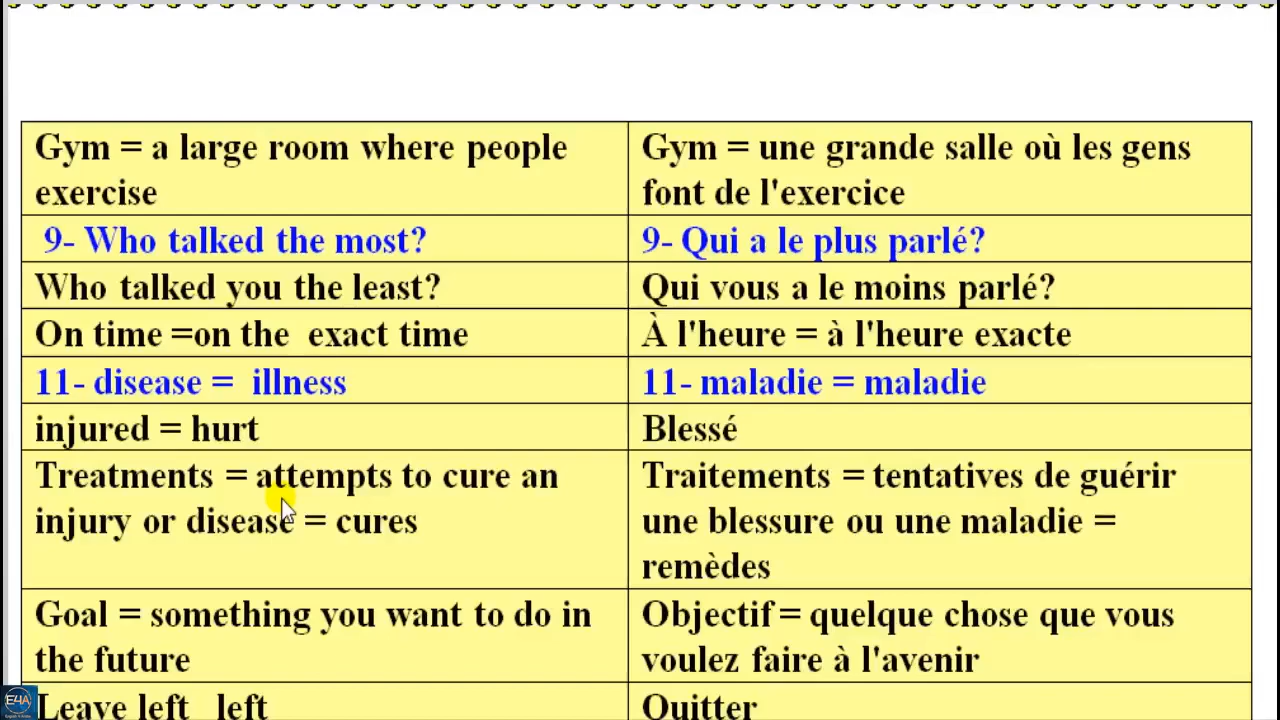 Gym = a large room where people
exercise
Gym = une grande salle où les gens
font de l'exercice
9- Who talked the most?
9- Qui a le plus parlé?
Who talked you the least?
Qui vous a le moins parlé?
On time =on the  exact time
À l'heure = à l'heure exacte
11- disease =  illness
11- maladie = maladie
injured = hurt
Blessé
Treatments = attempts to cure an
injury or disease = cures
Traitements = tentatives de guérir
une blessure ou une maladie =
remèdes
Goal = something you want to do in
the future
Objectif = quelque chose que vous
voulez faire à l'avenir
Leave left   left
Quitter
E4A